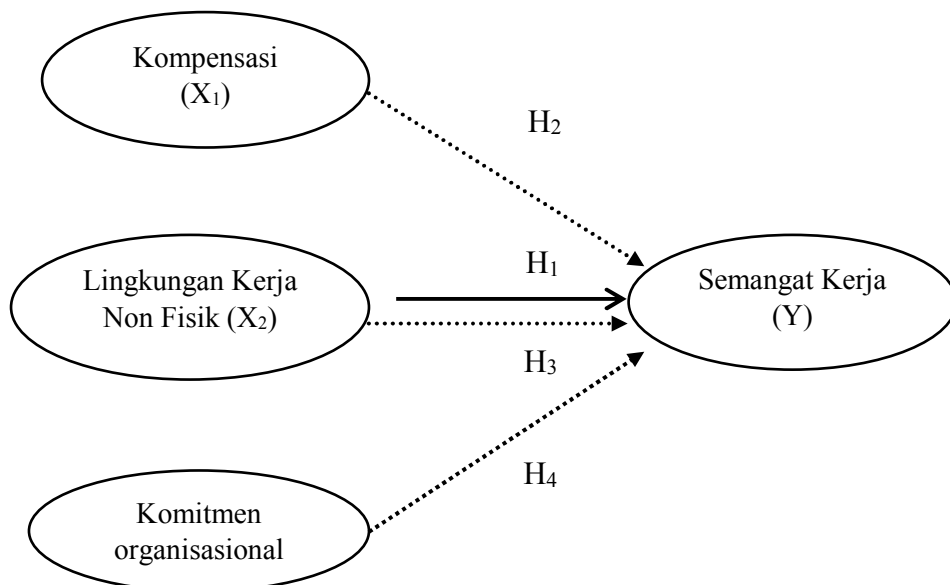 Kompensasi
(X₁)
H₂
Lingkungan Kerja
Non Fisik (X₂)
H₁
Semangat Kerja
(Y)
H₃
H₄
Komitmen
organisasional